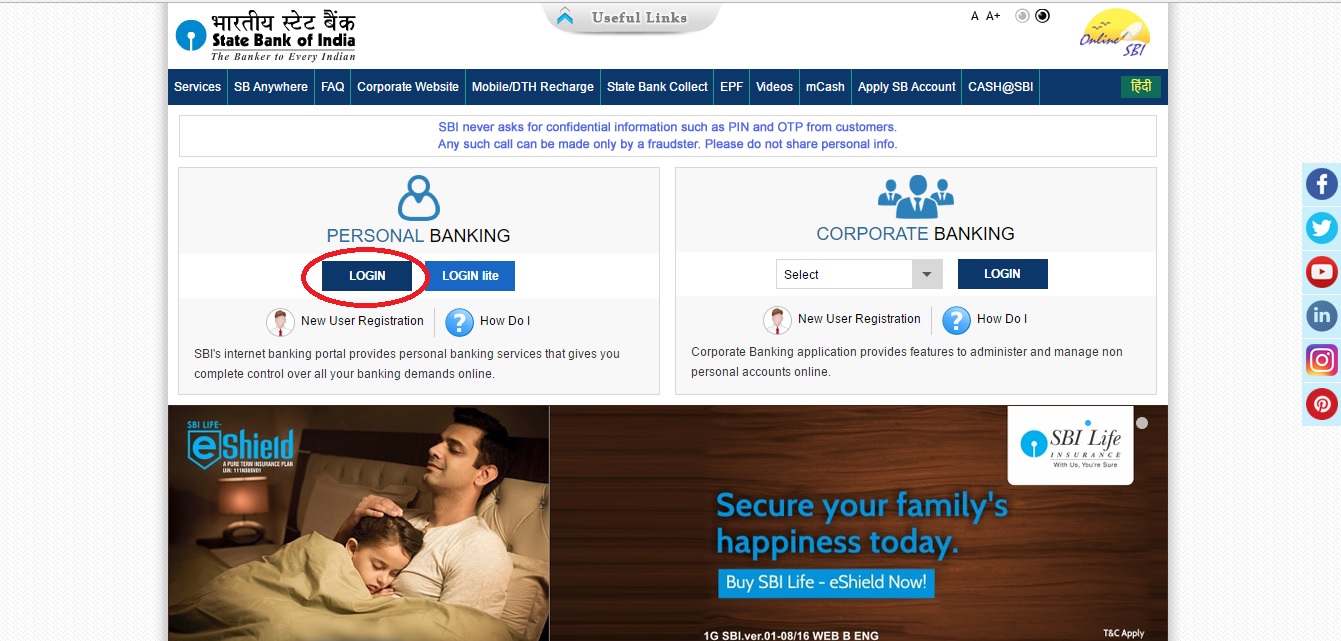 भारतीय स्टेट बैंक
State Bank of India
The Banker to Every Indian
Useful Links
A A+
Online SBI
Services SB Anywhere FAQ Corporate Website Mobile/DTH Recharge State Bank Collect EPF Videos mCash Apply SB Account CASH@SBI हिंदी
SBI never asks for confidential information such as PIN and OTP from customers.
Any such call can be made only by a fraudster. Please do not share personal info.
PERSONAL BANKING
LOGIN LOGIN lite
New User Registration ? How Do I
SBI's internet banking portal provides personal banking services that gives you
complete control over all your banking demands online.
CORPORATE BANKING
Select LOGIN
New User Registration ? How Do I
Corporate Banking application provides features to administer and manage non
personal accounts online.
SBI LIFE-
eShield
A PURE TERM INSURANCE PLAN
UIN: 111N089V01
SBI Life
INSURANCE
With Us, You're Sure
Secure your family's
happiness today.
Buy SBI Life - eShield Now!
1G SBI.ver.01-08/16 WEB B ENG
T&C Apply